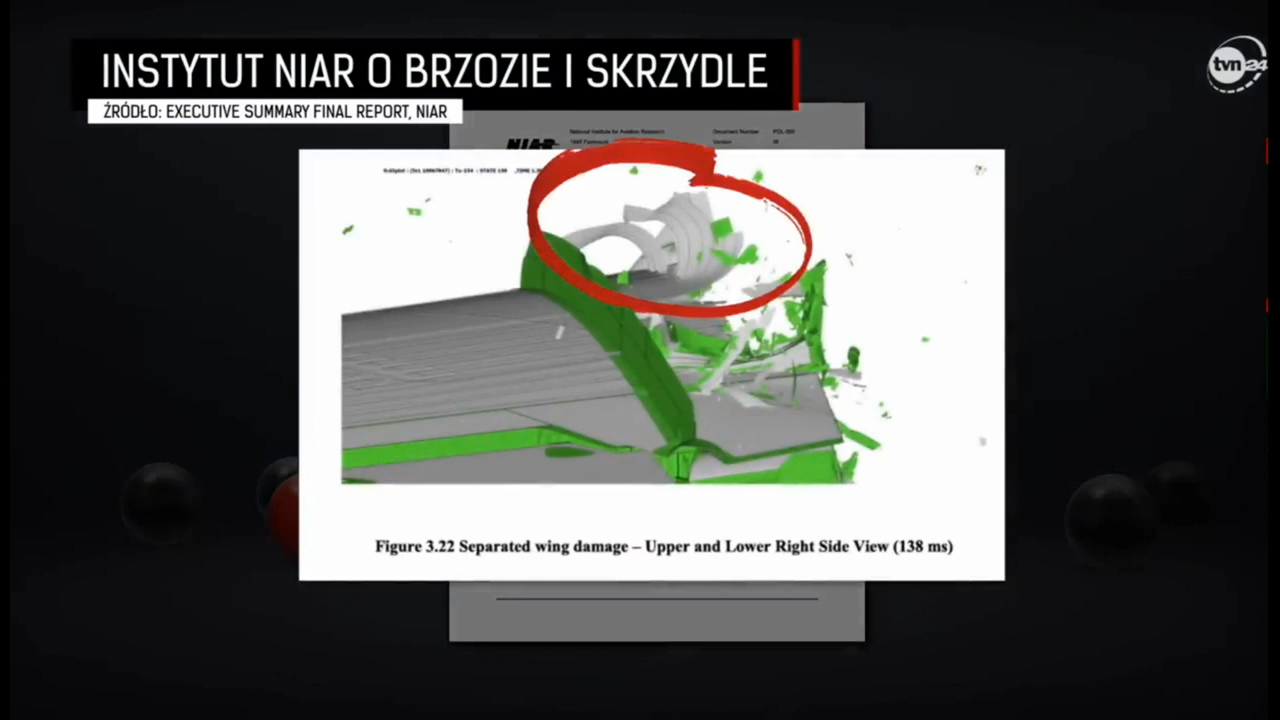 INSTYTUT NIAR O BRZOZIE I SKRZYDLE
tvn24
ŹRÓDŁO: EXECUTIVE SUMMARY FINAL REPORT, NIAR
National Institute for Aviation Research
Document Number
NIAR
Version
Figure 3.22 Separated wing damage – Upper and Lower Right Side View (138 ms)